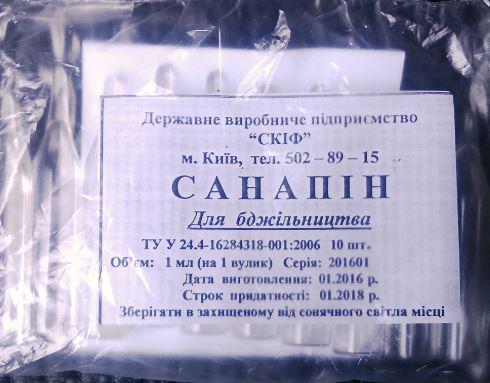 Державне виробниче підприємство
“СКІФ”
м. Київ, тел. 502 – 89 – 15
САНАПІН
Для бджільництва
ТУ У 24.4-16284318-001:2006 10 шт.
Об'єм: 1 мл (на 1 вулик) Серія: 201601
Дата виготовлення: 01.2016 р.
Строк придатності: 01.2018 р.
Зберігати в захищеному від сонячного світла місці